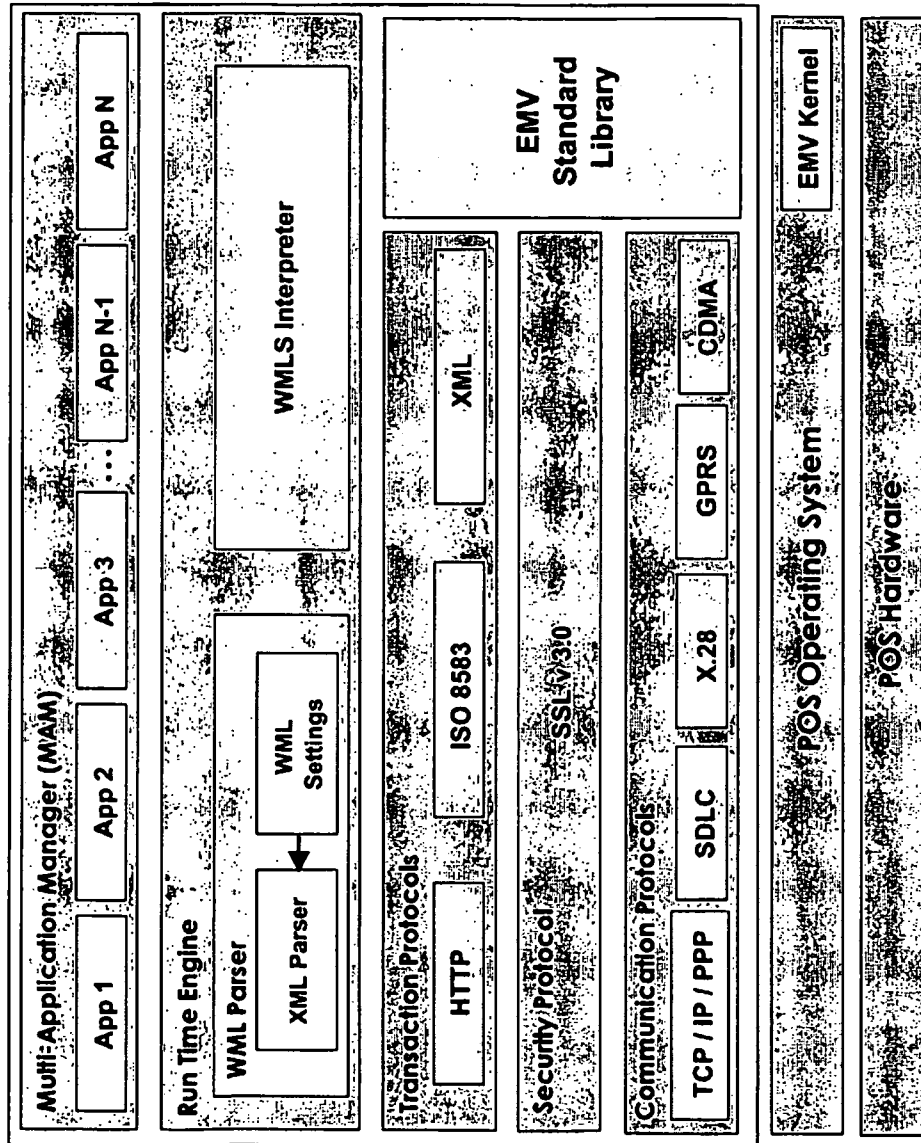 Multi-Application Manager (MAM)
App 1
App 2
App 3
...
App N-1
App N
Run Time Engine
WML Parser
XML Parser
WML
Settings
WMLS Interpreter
Transaction Protocols
HTTP
ISO 8583
XML
Security Protocol
SSL v 3.0
Communication Protocols
TCP / IP / PPP
SDLC
X.28
GPRS
CDMA
EMV
Standard
Library
POS Operating System
EMV Kernel
POS Hardware